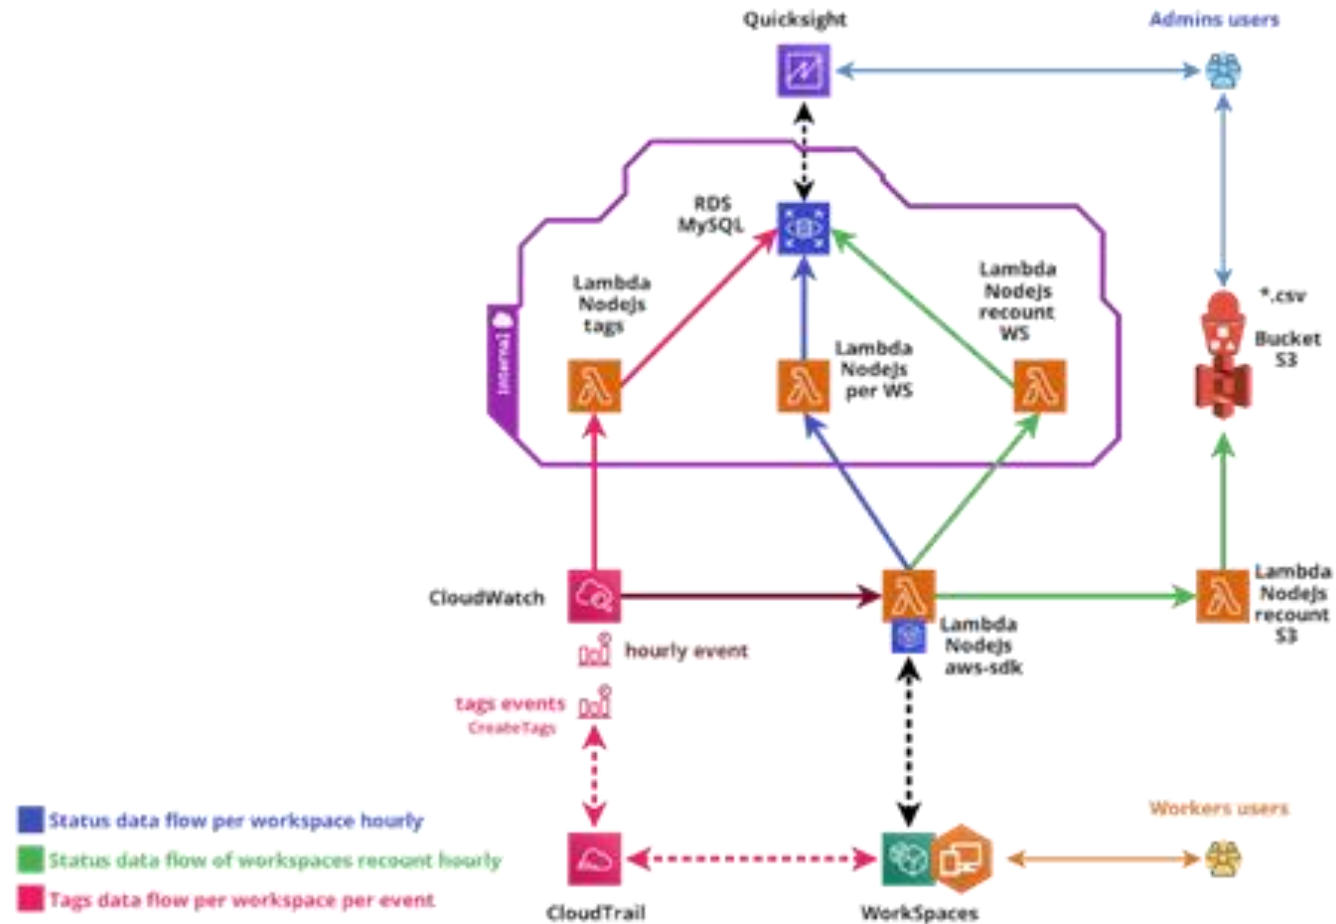 Quicksight
Admins users
RDS
MySQL
Lambda
NodeJs
tags
Lambda
NodeJs
recount
WS
*.csv
Bucket
S3
Internal
Lambda
NodeJs
per WS
CloudWatch
Lambda
NodeJs
recount
S3
hourly event
Lambda
NodeJs
aws-sdk
tags events
CreateTags
Status data flow per workspace hourly
Workers users
Status data flow of workspaces recount hourly
Tags data flow per workspace per event
CloudTrail
WorkSpaces